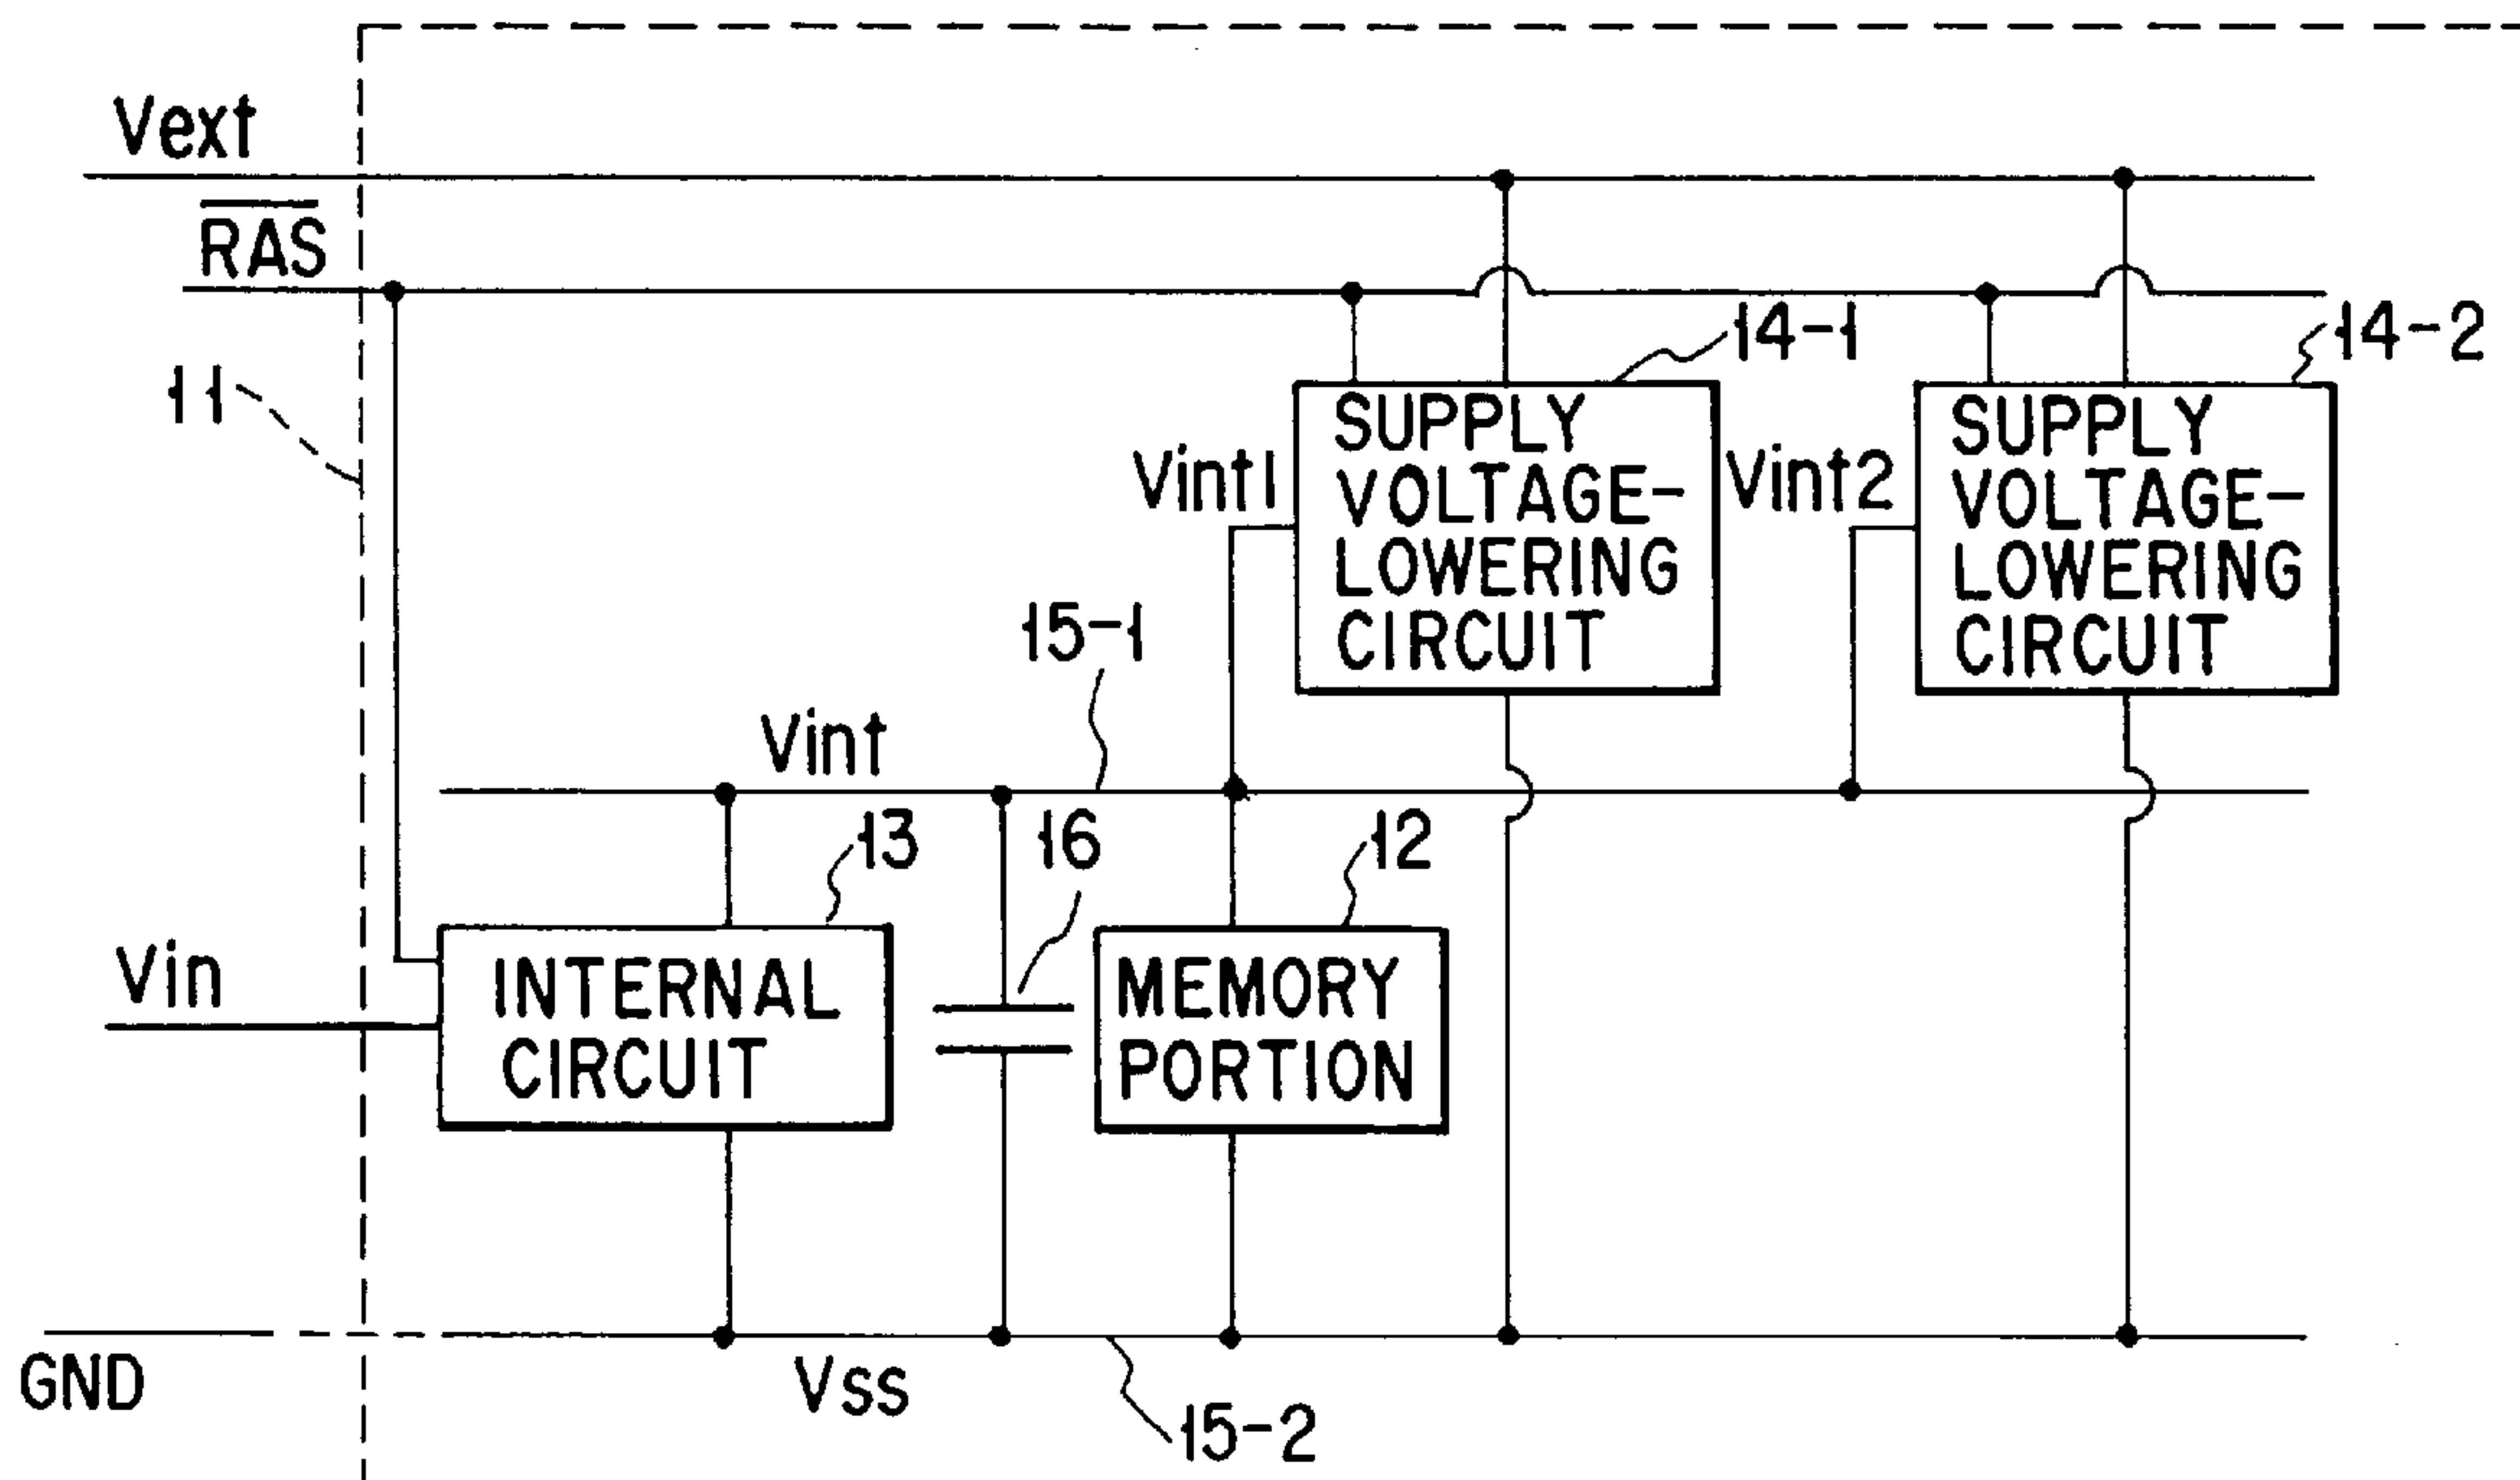 Vext
RAS
11
14-1
14-2
SUPPLY
VOLTAGE-
LOWERING
CIRCUIT
SUPPLY
VOLTAGE-
LOWERING
CIRCUIT
Vint1
Vint2
15-1
Vint
13
16
12
Vin
INTERNAL
CIRCUIT
MEMORY
PORTION
GND
Vss
15-2